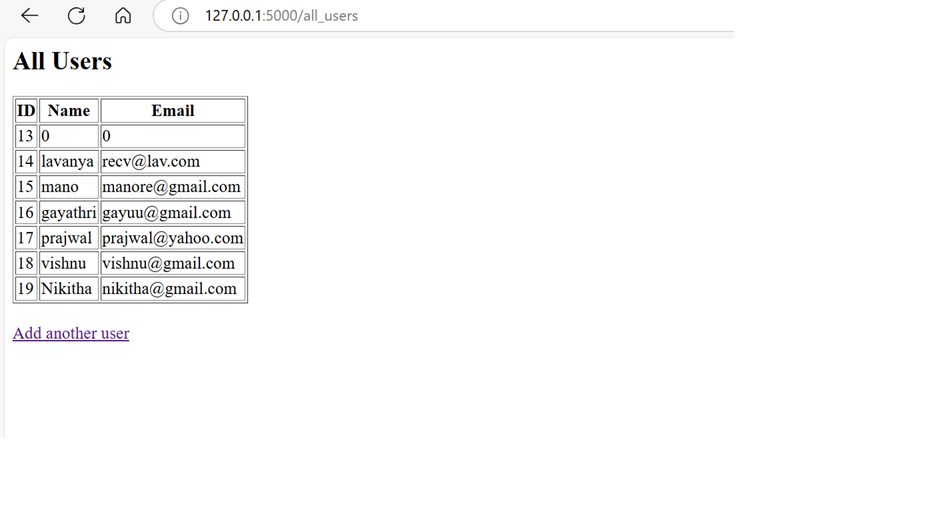 127.0.0.1:5000/all_users
All Users
ID Name Email
13 0 0
14 lavanya recv@lav.com
15 mano manore@gmail.com
16 gayathri gayuu@gmail.com
17 prajwal prajwal@yahoo.com
18 vishnu vishnu@gmail.com
19 Nikitha nikitha@gmail.com
Add another user